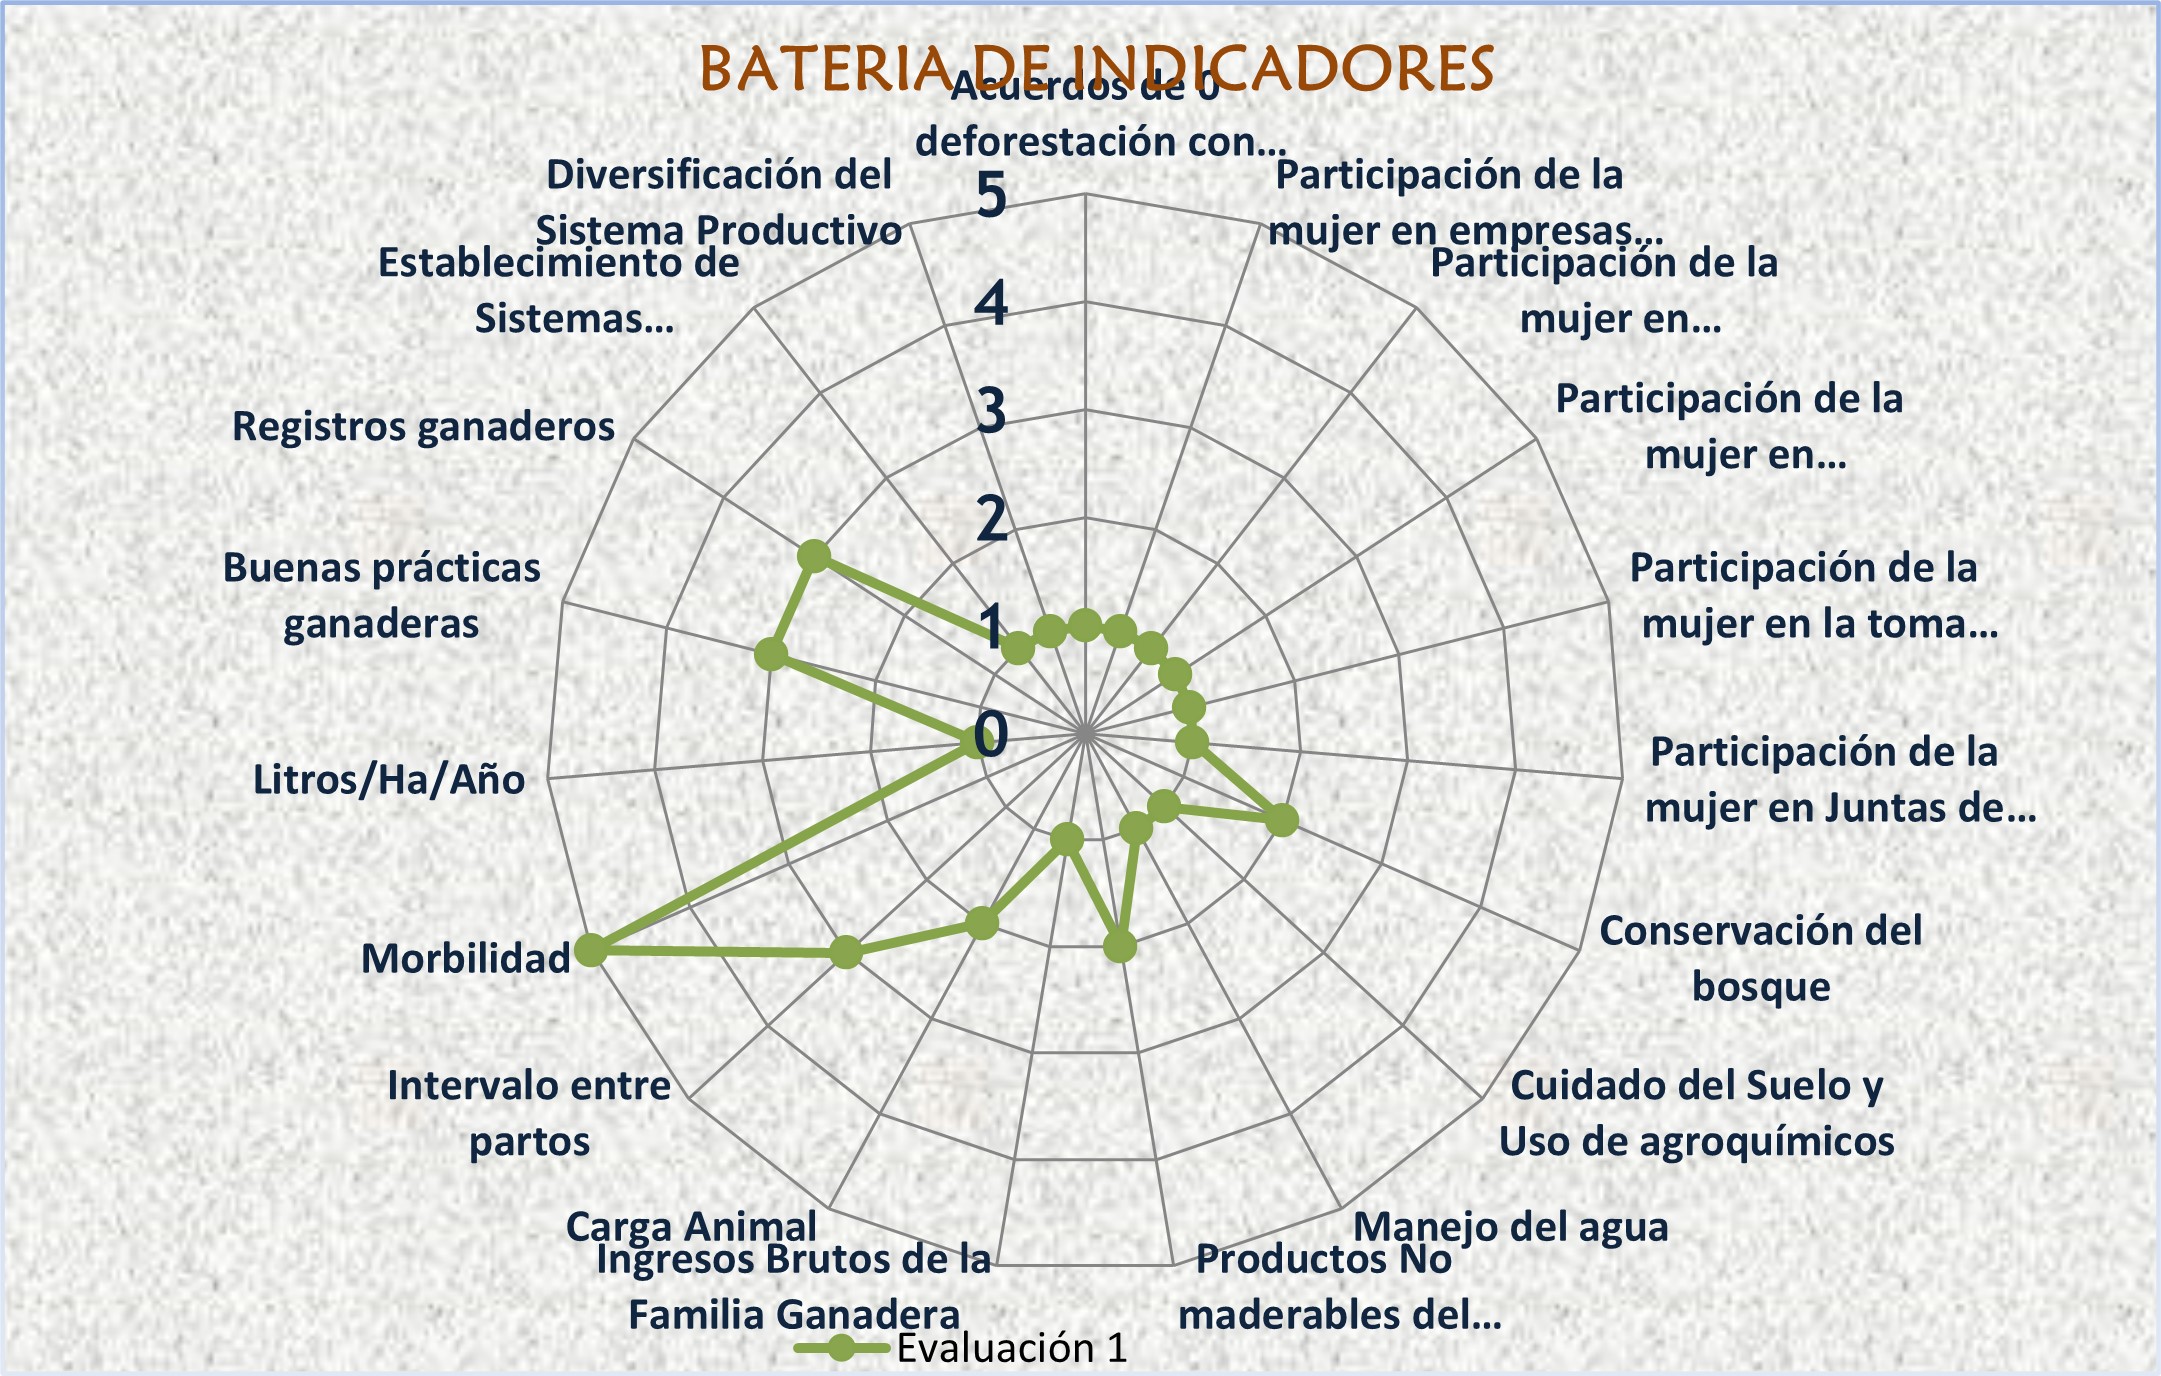 BATERIA DE INDICADORES
Acuerdos de 0
deforestación con...
Participación de la
mujer en empresas...
Participación de la
mujer en...
Participación de la
mujer en...
Participación de la
mujer en la toma...
Participación de la
mujer en Juntas de...
Conservación del
bosque
Cuidado del Suelo y
Uso de agroquímicos
Manejo del agua
Productos No
maderables del...
Ingresos Brutos de la
Familia Ganadera
Carga Animal
Intervalo entre
partos
Morbilidad
Litros/Ha/Año
Buenas prácticas
ganaderas
Registros ganaderos
Establecimiento de
Sistemas...
Diversificación del
Sistema Productivo
5
4
3
2
1
0
Evaluación 1